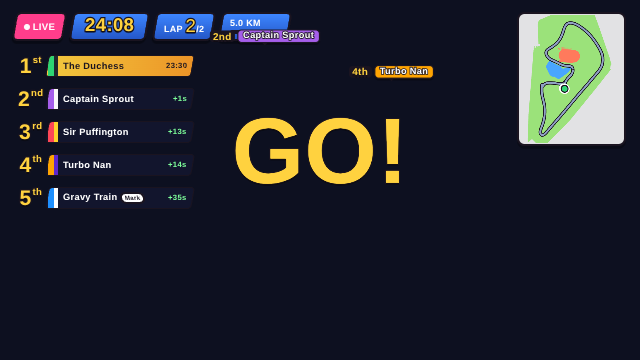 LIVE
24:08
LAP 2/2
5.0 KM
2nd Captain Sprout
1st The Duchess 23:30
4th Turbo Nan
2nd Captain Sprout +1s
3rd Sir Puffington +13s
GO!
4th Turbo Nan +14s
5th Gravy Train Mark +35s